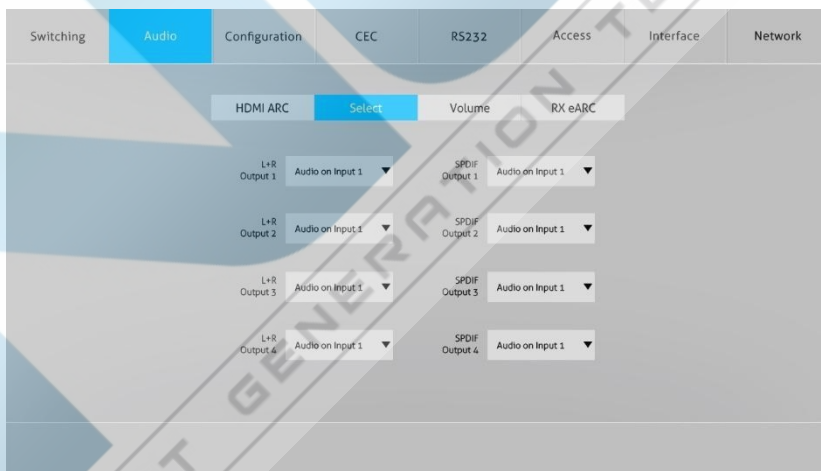 Switching Audio Configuration CEC RS232 Access Interface Network
HDMI ARC Select Volume RX eARC
L+R
Output 1
Audio on Input 1
SPDIF
Output 1
Audio on Input 1
L+R
Output 2
Audio on Input 1
SPDIF
Output 2
Audio on Input 1
L+R
Output 3
Audio on Input 1
SPDIF
Output 3
Audio on Input 1
L+R
Output 4
Audio on Input 1
SPDIF
Output 4
Audio on Input 1
GENERATION